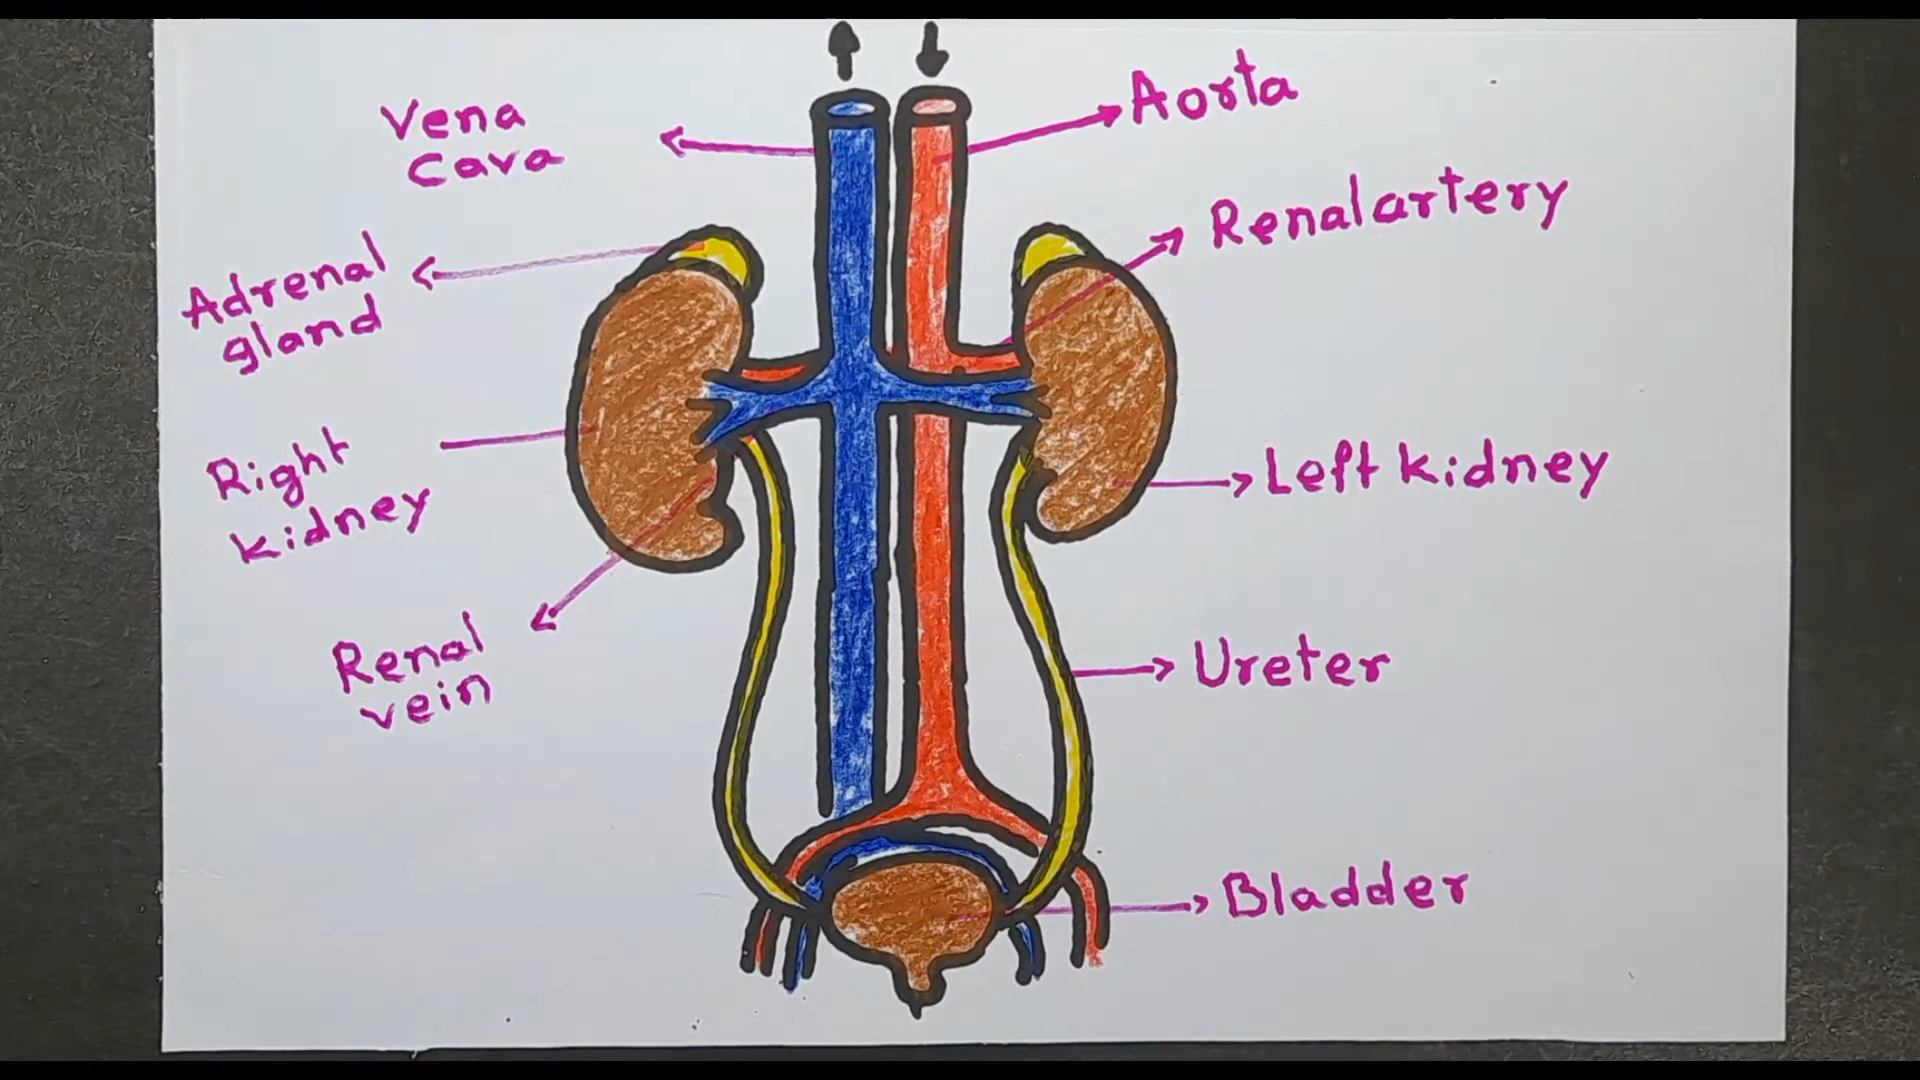 Vena
Cava
Aorta
Renalartery
Adrenal
gland
Right
kidney
Left kidney
Renal
vein
Ureter
Bladder